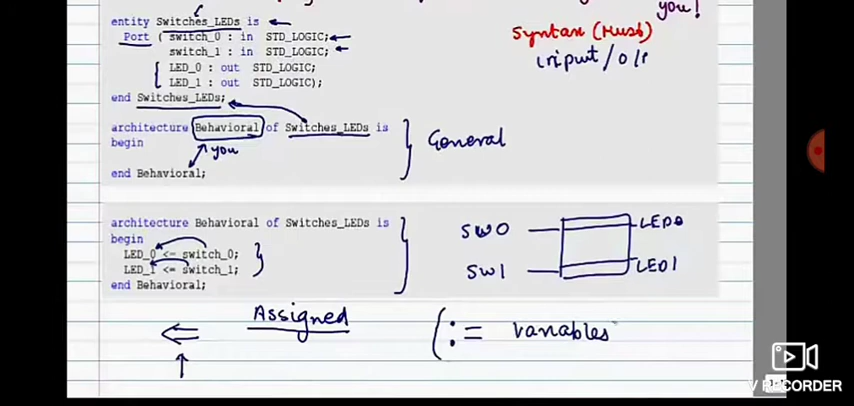 you!
entity Switches_LEDs is
Port ( switch_0 : in STD_LOGIC;
switch_1 : in STD_LOGIC;
LED_0 : out STD_LOGIC;
LED_1 : out STD_LOGIC);
end Switches_LEDs;
Syntax (Must)
input/O/P
architecture Behavioral of Switches_LEDs is
begin
you
end Behavioral;
General
architecture Behavioral of Switches_LEDs is
begin
LED_0 <= switch_0;
LED_1 <= switch_1;
end Behavioral;
SW0 LED0
SW1 LED1
<= Assigned ( := variables
V RECORDER